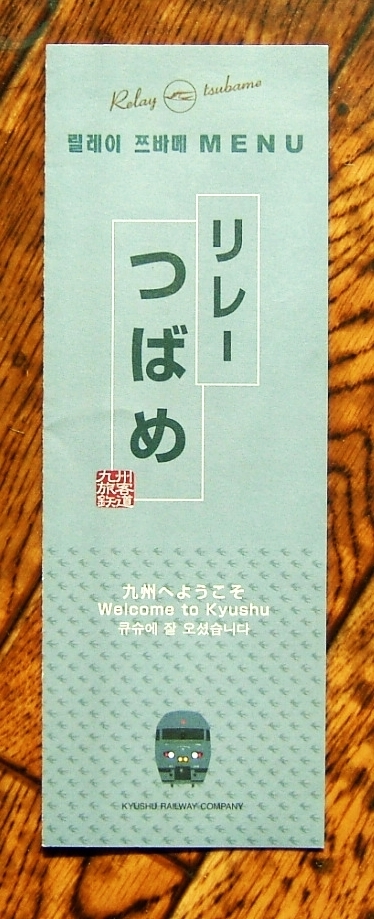 Relay tsubame
릴레이 쯔바메 MENU
リレー
つばめ
九州
旅客
鉄道
九州へようこそ
Welcome to Kyushu
큐슈에 잘 오셨습니다
KYUSHU RAILWAY COMPANY